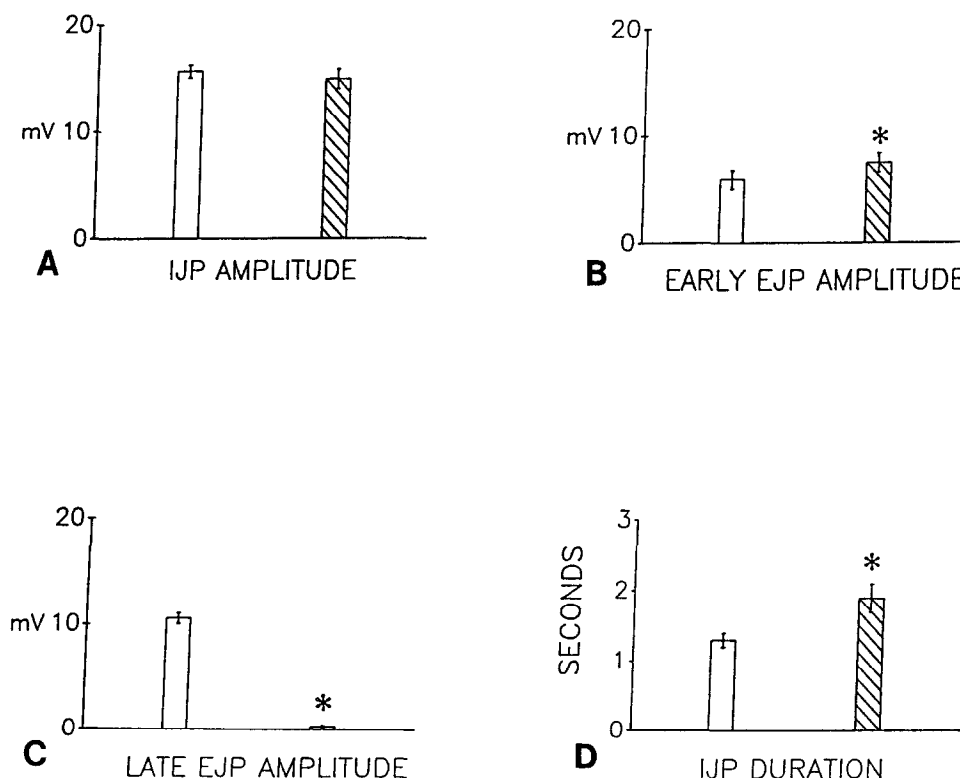 20
mV 10
0
A
IJP AMPLITUDE
20
mV 10
*
0
B
EARLY EJP AMPLITUDE
20
mV 10
*
0
C
LATE EJP AMPLITUDE
3
SECONDS
*
2
1
0
D
IJP DURATION